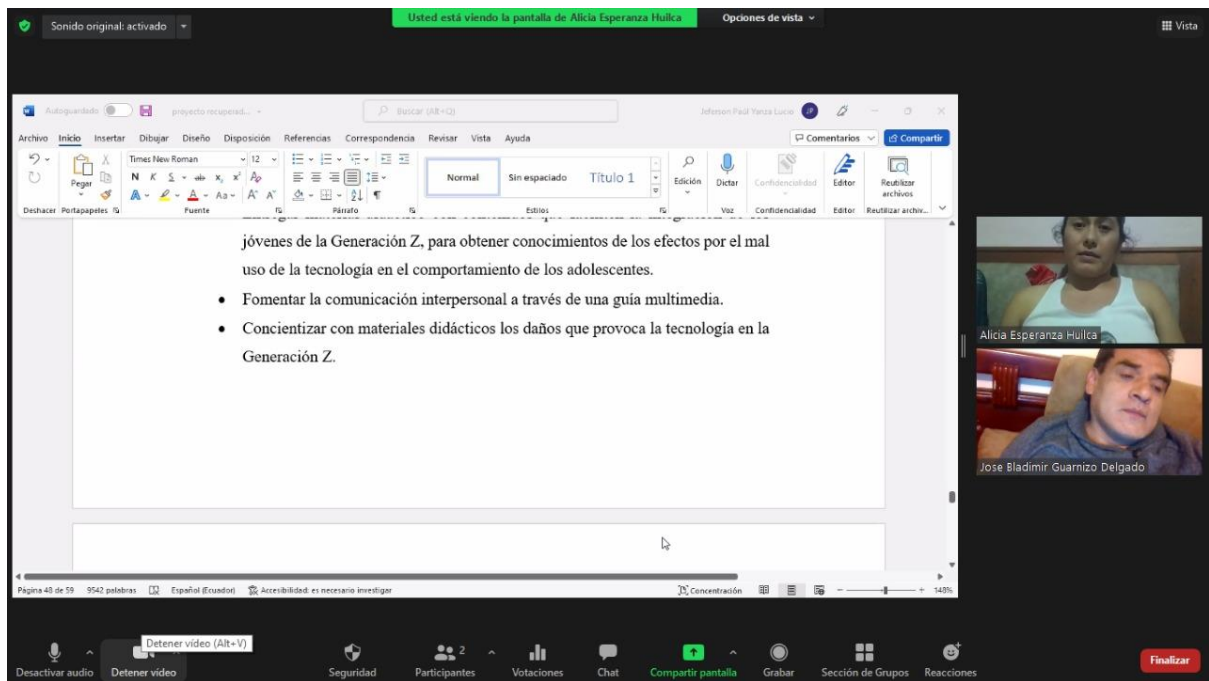 Sonido original: activado
Usted está viendo la pantalla de Alicia Esperanza Huilca
Opciones de vista
Vista
Autoguardado
proyecto recuperad...
Buscar (Alt+Q)
Jeferson Paúl Yanza Lucio
JP
Archivo Inicio Insertar Dibujar Diseño Disposición Referencias Correspondencia Revisar Vista Ayuda
Comentarios
Compartir
Times New Roman
12
Pegar
N K S ab x, x²
Aa A^ A˅
Normal
Sin espaciado
Título 1
Edición
Dictar
Confidencialidad
Editor
Reutilizar
archivos
Deshacer Portapapeles Fuente Párrafo Estilos Voz Confidencialidad Editor Reutilizar archiv...
jóvenes de la Generación Z, para obtener conocimientos de los efectos por el mal
uso de la tecnología en el comportamiento de los adolescentes.
• Fomentar la comunicación interpersonal a través de una guía multimedia.
• Concientizar con materiales didácticos los daños que provoca la tecnología en la
Generación Z.
Alicia Esperanza Huilca
Jose Bladimir Guarnizo Delgado
Página 48 de 59 9542 palabras Español (Ecuador) Accesibilidad: es necesario investigar
Concentración
148%
Detener vídeo (Alt+V)
2
Desactivar audio Detener vídeo Seguridad Participantes Votaciones Chat Compartir pantalla Grabar Sección de Grupos Reacciones
Finalizar